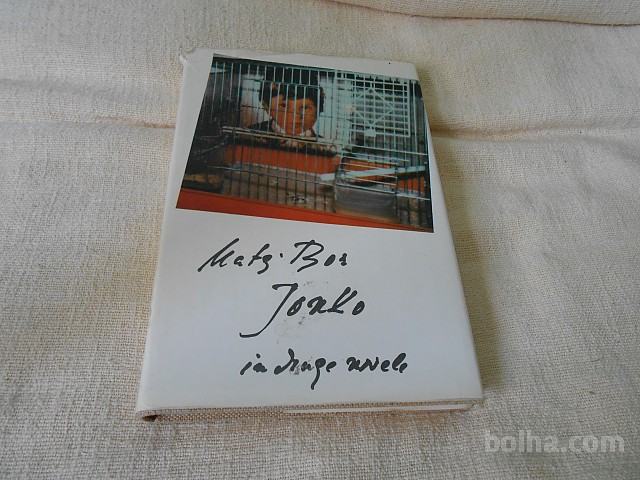 Matej Bor
Jonko
in druge novele
bolha.com